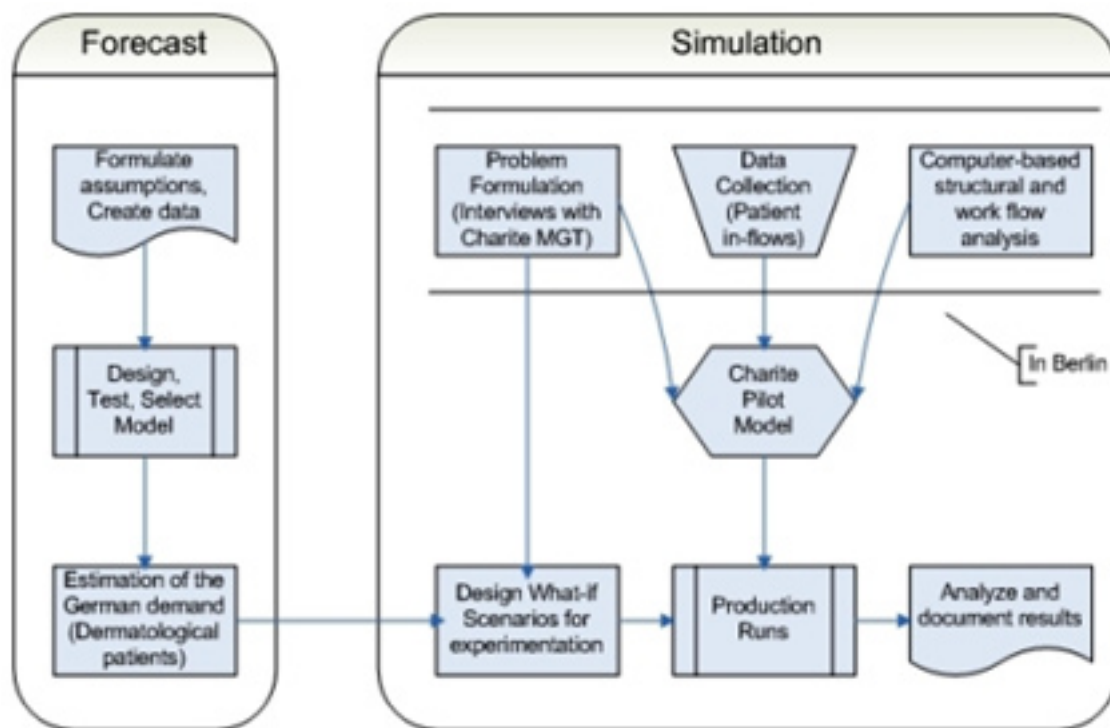 Forecast
Formulate
assumptions,
Create data
Design,
Test, Select
Model
Estimation of the
German demand
(Dermatological
patients)
Simulation
Problem
Formulation
(Interviews with
Charite MGT)
Data
Collection
(Patient
in-flows)
Computer-based
structural and
work flow
analysis
In Berlin
Charite
Pilot
Model
Design What-if
Scenarios for
experimentation
Production
Runs
Analyze and
document results